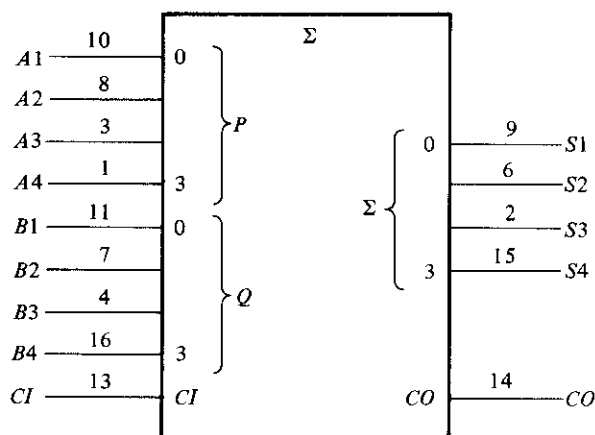 Σ
A1 10 0
A2 8
A3 3
A4 1 3
P
B1 11 0
B2 7
B3 4
B4 16 3
Q
CI 13 CI
Σ
0 9 S1
6 S2
2 S3
3 15 S4
CO 14 CO